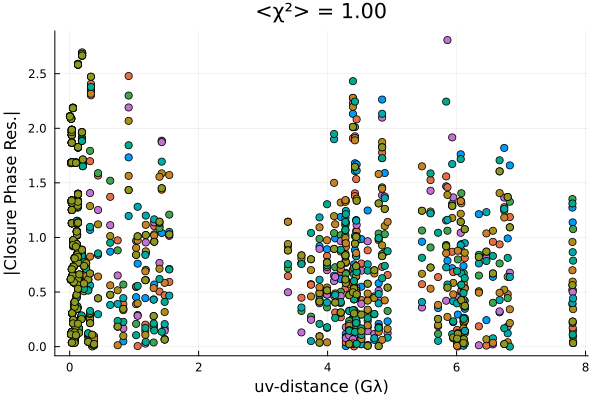 <χ²> = 1.00
|Closure Phase Res.|
2.5
2.0
1.5
1.0
0.5
0.0
0 2 4 6 8
uv-distance (Gλ)